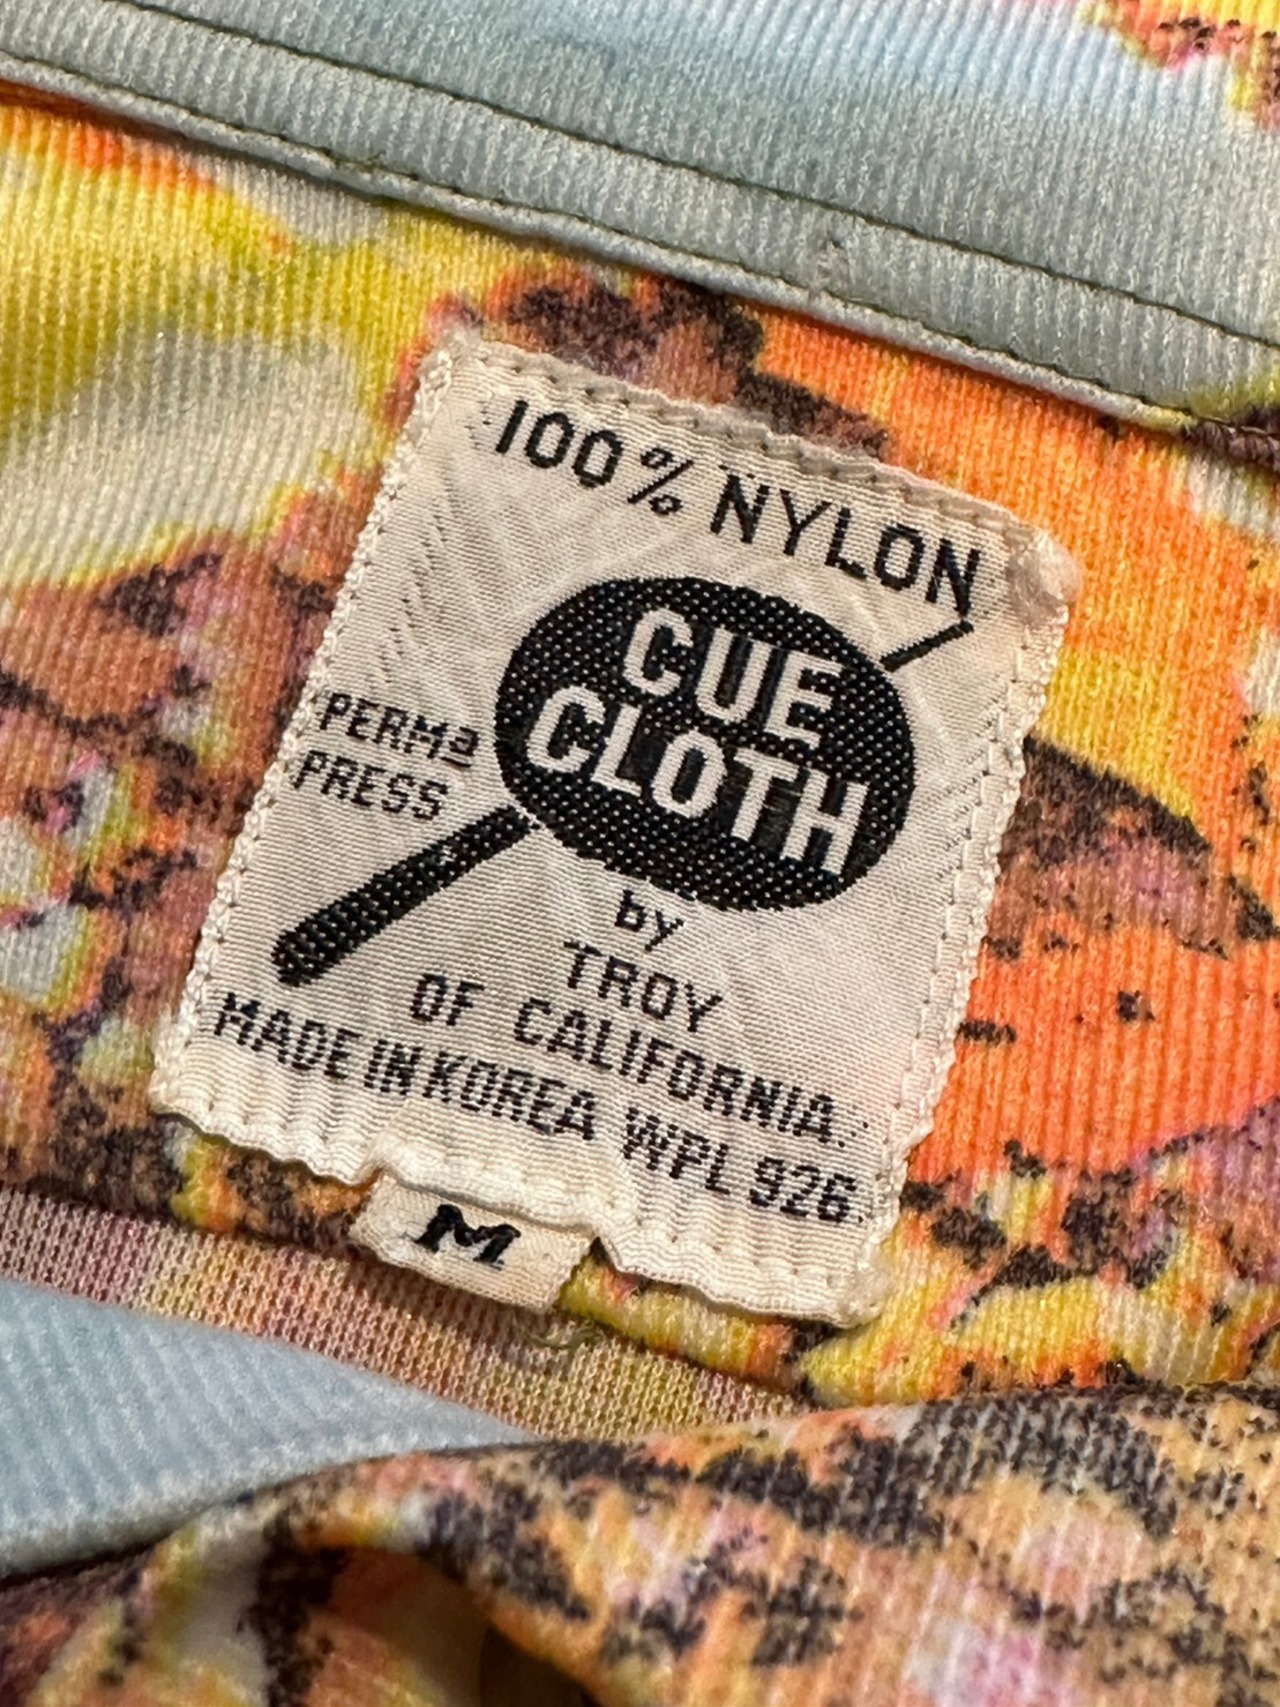 100% NYLON
CUE
CLOTH
PERMa
PRESS
by
TROY
OF CALIFORNIA.
MADE IN KOREA WPL 926.
M